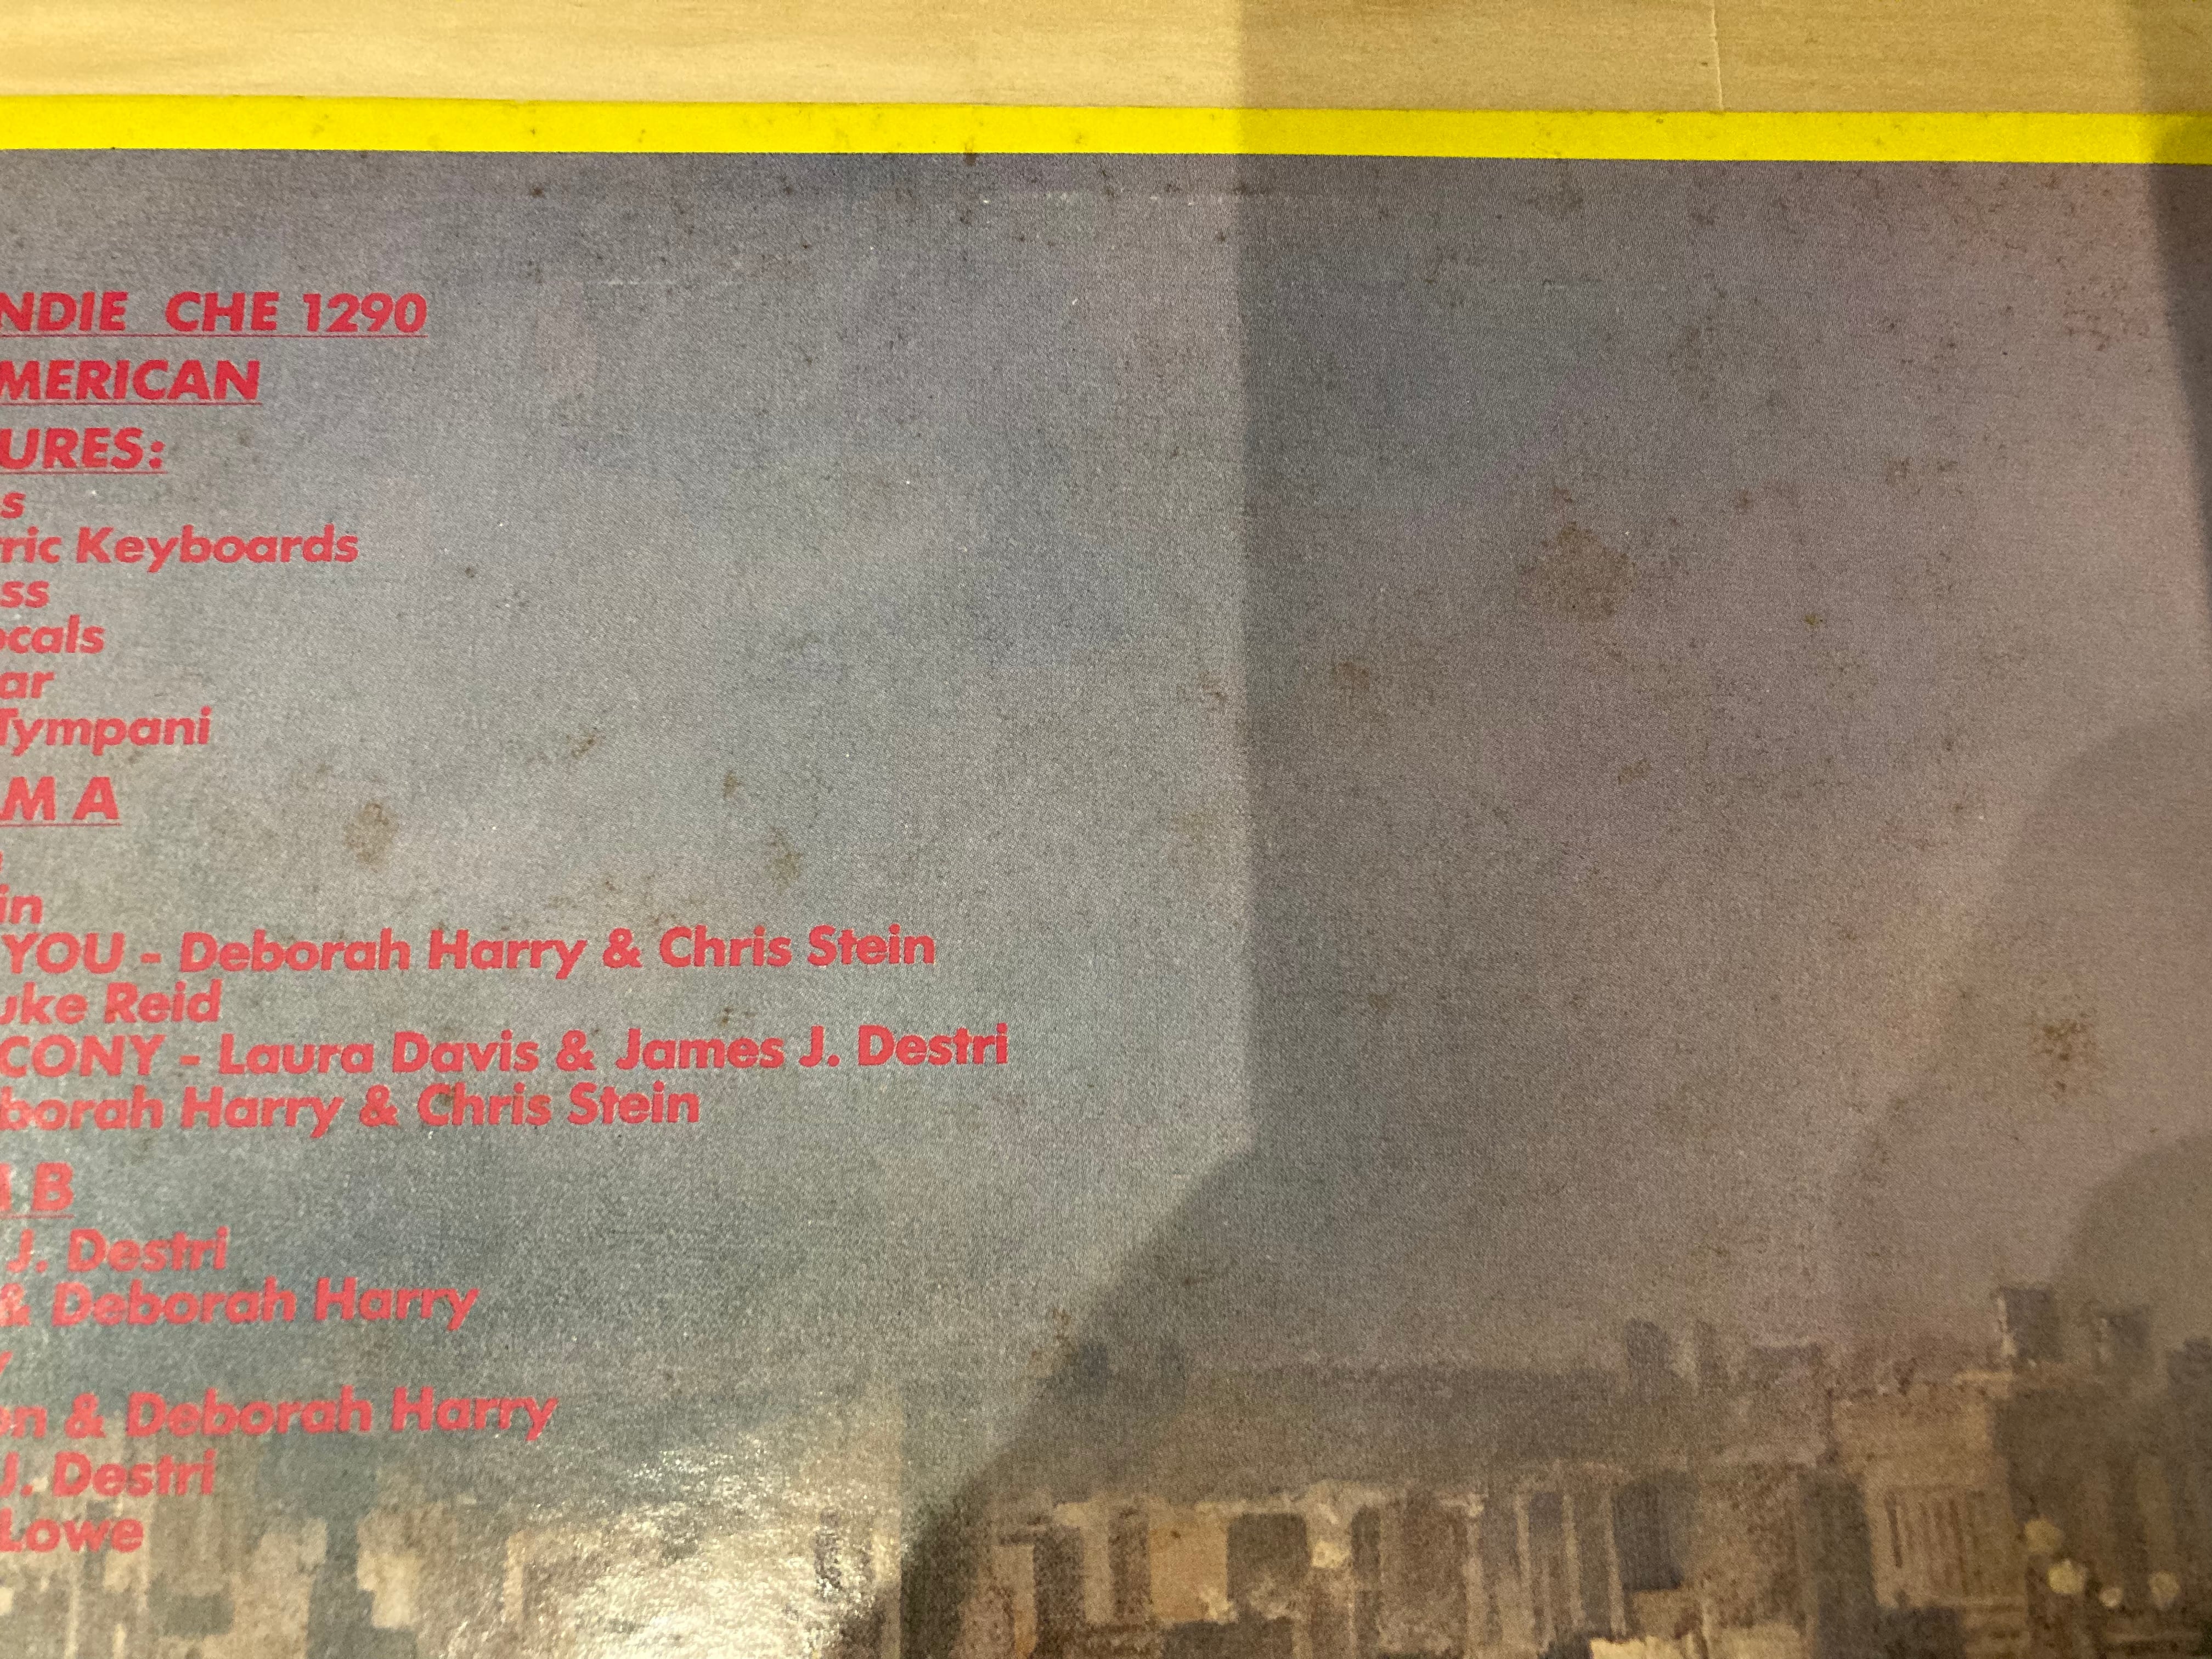 NDIE CHE 1290
MERICAN
URES:
s
ric Keyboards
ss
ocals
ar
Tympani
M A
in
YOU - Deborah Harry & Chris Stein
uke Reid
CONY - Laura Davis & James J. Destri
borah Harry & Chris Stein
B
J. Destri
& Deborah Harry
y
on & Deborah Harry
J. Destri
Lowe